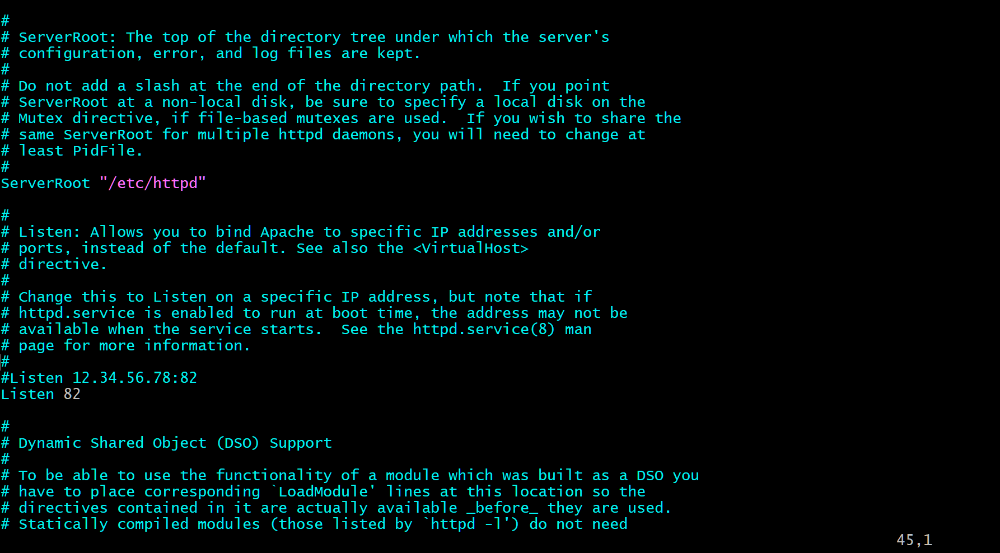 #
# ServerRoot: The top of the directory tree under which the server's
# configuration, error, and log files are kept.
#
# Do not add a slash at the end of the directory path.  If you point
# ServerRoot at a non-local disk, be sure to specify a local disk on the
# Mutex directive, if file-based mutexes are used.  If you wish to share the
# same ServerRoot for multiple httpd daemons, you will need to change at
# least PidFile.
#
ServerRoot "/etc/httpd"

#
# Listen: Allows you to bind Apache to specific IP addresses and/or
# ports, instead of the default. See also the <VirtualHost>
# directive.
#
# Change this to Listen on a specific IP address, but note that if
# httpd.service is enabled to run at boot time, the address may not be
# available when the service starts.  See the httpd.service(8) man
# page for more information.
#
#Listen 12.34.56.78:82
Listen 82

#
# Dynamic Shared Object (DSO) Support
#
# To be able to use the functionality of a module which was built as a DSO you
# have to place corresponding `LoadModule' lines at this location so the
# directives contained in it are actually available _before_ they are used.
# Statically compiled modules (those listed by `httpd -l') do not need
45,1